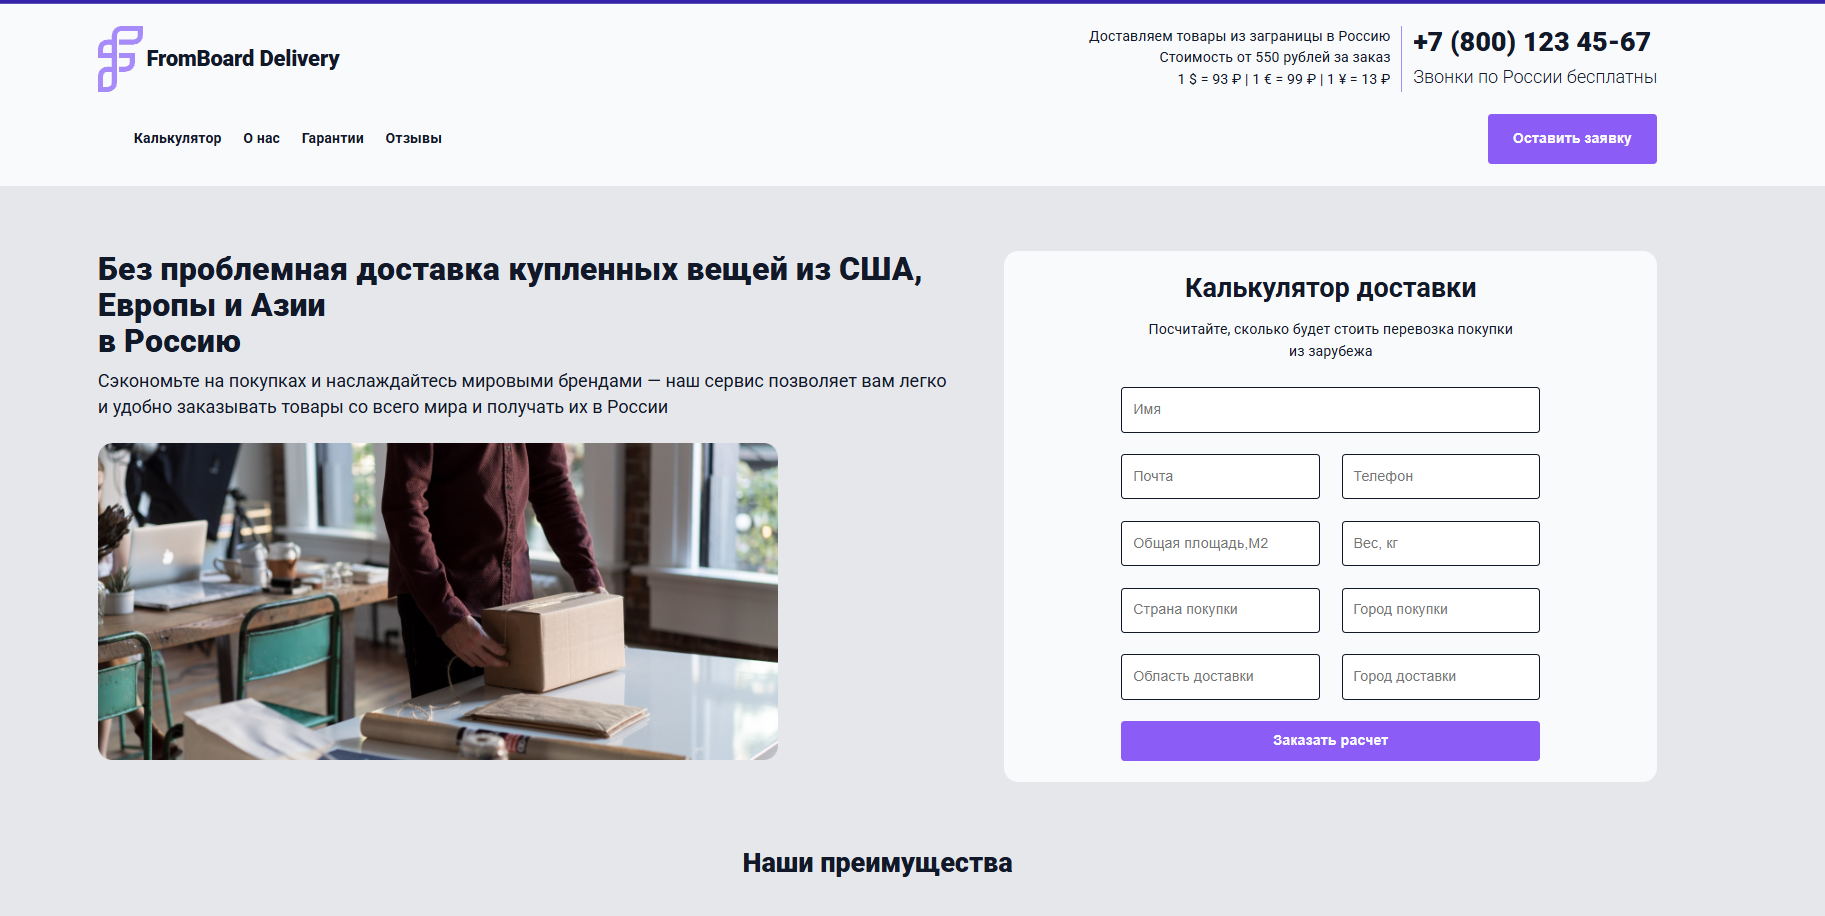 FromBoard Delivery
Доставляем товары из заграницы в Россию
Стоимость от 550 рублей за заказ
1 $ = 93 ₽ | 1 € = 99 ₽ | 1 ¥ = 13 ₽
+7 (800) 123 45-67
Звонки по России бесплатны
Калькулятор О нас Гарантии Отзывы
Оставить заявку
Без проблемная доставка купленных вещей из США,
Европы и Азии
в Россию
Сэкономьте на покупках и наслаждайтесь мировыми брендами — наш сервис позволяет вам легко
и удобно заказывать товары со всего мира и получать их в России
Калькулятор доставки
Посчитайте, сколько будет стоить перевозка покупки
из зарубежа
Имя
Почта Телефон
Общая площадь,М2 Вес, кг
Страна покупки Город покупки
Область доставки Город доставки
Заказать расчет
Наши преимущества